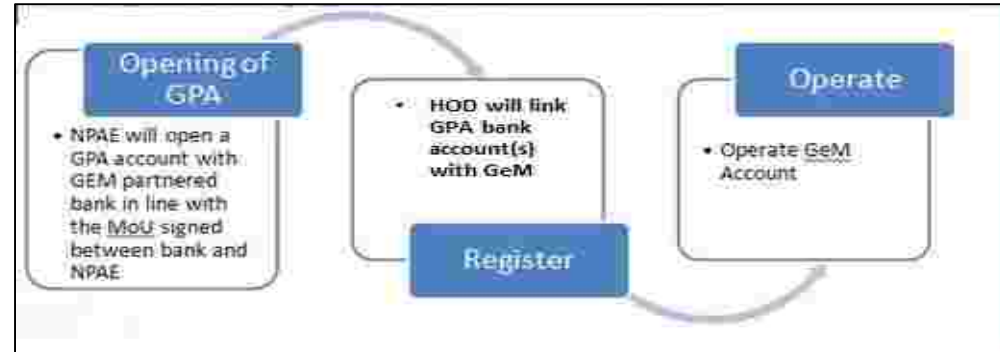 Opening of
GPA
• NPAE will open a
GPA account with
GEM partnered
bank in line with
the MoU signed
between bank and
NPAE
• HOD will link
GPA bank
account(s)
with GeM
Register
Operate
• Operate GeM
Account